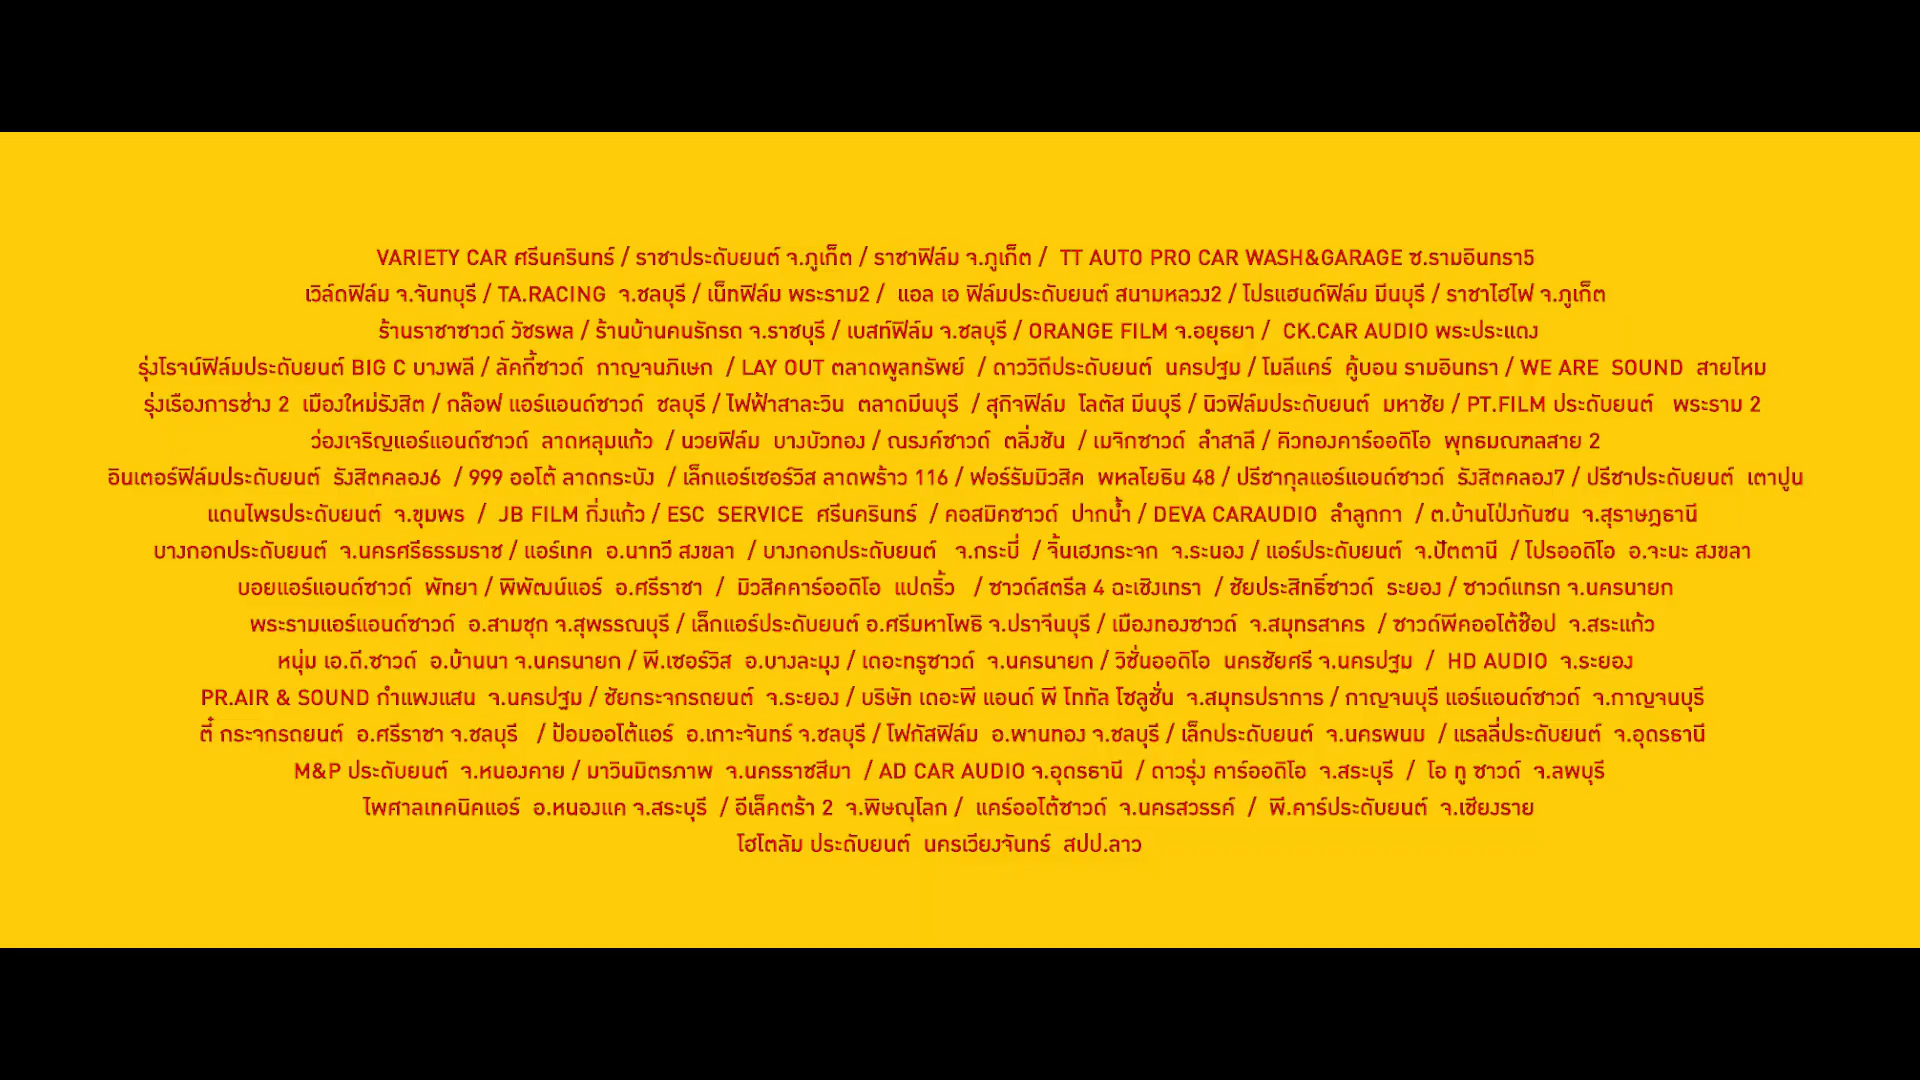 VARIETY CAR ศรีนครินทร์ / ราชาประดับยนต์ จ.ภูเก็ต / ราชาฟิล์ม จ.ภูเก็ต / TT AUTO PRO CAR WASH&GARAGE ซ.รามอินทรา5
เวิล์ดฟิล์ม จ.จันทบุรี / TA.RACING จ.ชลบุรี / เน็ทฟิล์ม พระราม2 / แอล เอ ฟิล์มประดับยนต์ สนามหลวง2 / โปรแฮนด์ฟิล์ม มีนบุรี / ราชาไฮไฟ จ.ภูเก็ต
ร้านราชาซาวด์ วัชรพล / ร้านบ้านคนรักรถ จ.ราชบุรี / เบสท์ฟิล์ม จ.ชลบุรี / ORANGE FILM จ.อยุธยา / CK.CAR AUDIO พระประแดง
รุ่งโรจน์ฟิล์มประดับยนต์ BIG C บางพลี / ลัคกี้ซาวด์ กาญจนภิเษก / LAY OUT ตลาดพูลทรัพย์ / ดาววิถีประดับยนต์ นครปฐม / โมลีแคร์ คู้บอน รามอินทรา / WE ARE SOUND สายไหม
รุ่งเรืองการช่าง 2 เมืองใหม่รังสิต / กล๊อฟ แอร์แอนด์ซาวด์ ชลบุรี / ไฟฟ้าสาละวิน ตลาดมีนบุรี / สุกิจฟิล์ม โลตัส มีนบุรี / นิวฟิล์มประดับยนต์ มหาชัย / PT.FILM ประดับยนต์ พระราม 2
ว่องเจริญแอร์แอนด์ซาวด์ ลาดหลุมแก้ว / นวยฟิล์ม บางบัวทอง / ณรงค์ซาวด์ ตลิ่งชัน / เมจิกซาวด์ ลำสาลี / คิวทองคาร์ออดิโอ พุทธมณฑลสาย 2
อินเตอร์ฟิล์มประดับยนต์ รังสิตคลอง6 / 999 ออโต้ ลาดกระบัง / เล็กแอร์เซอร์วิส ลาดพร้าว 116 / ฟอร์รัมมิวสิค พหลโยธิน 48 / ปรีชากุลแอร์แอนด์ซาวด์ รังสิตคลอง7 / ปรีชาประดับยนต์ เตาปูน
แดนไพรประดับยนต์ จ.ชุมพร / JB FILM กิ่งแก้ว / ESC SERVICE ศรีนครินทร์ / คอสมิคซาวด์ ปากน้ำ / DEVA CARAUDIO ลำลูกกา / ต.บ้านโป่งกันชน จ.สุราษฎธานี
บางกอกประดับยนต์ จ.นครศรีธรรมราช / แอร์เทค อ.นาทวี สงขลา / บางกอกประดับยนต์ จ.กระบี่ / จิ้นเฮงกระจก จ.ระนอง / แอร์ประดับยนต์ จ.ปัตตานี / โปรออดิโอ อ.จะนะ สงขลา
บอยแอร์แอนด์ซาวด์ พัทยา / พิพัฒน์แอร์ อ.ศรีราชา / มิวสิคคาร์ออดิโอ แปดริ้ว / ซาวด์สตรีล 4 ฉะเชิงเทรา / ชัยประสิทธิ์ซาวด์ ระยอง / ซาวด์แทรก จ.นครนายก
พระรามแอร์แอนด์ซาวด์ อ.สามชุก จ.สุพรรณบุรี / เล็กแอร์ประดับยนต์ อ.ศรีมหาโพธิ จ.ปราจีนบุรี / เมืองทองซาวด์ จ.สมุทรสาคร / ซาวด์พีคออโต้ช๊อป จ.สระแก้ว
หนุ่ม เอ.ดี.ซาวด์ อ.บ้านนา จ.นครนายก / พี.เซอร์วิส อ.บางละมุง / เดอะทรูซาวด์ จ.นครนายก / วิชั่นออดิโอ นครชัยศรี จ.นครปฐม / HD AUDIO จ.ระยอง
PR.AIR & SOUND กำแพงแสน จ.นครปฐม / ชัยกระจกรถยนต์ จ.ระยอง / บริษัท เดอะพี แอนด์ พี โททัล โซลูชั่น จ.สมุทรปราการ / กาญจนบุรี แอร์แอนด์ซาวด์ จ.กาญจนบุรี
ตี๋ กระจกรถยนต์ อ.ศรีราชา จ.ชลบุรี / ป้อมออโต้แอร์ อ.เกาะจันทร์ จ.ชลบุรี / โฟกัสฟิล์ม อ.พานทอง จ.ชลบุรี / เล็กประดับยนต์ จ.นครพนม / แรลลี่ประดับยนต์ จ.อุดรธานี
M&P ประดับยนต์ จ.หนองคาย / มาวินมิตรภาพ จ.นครราชสีมา / AD CAR AUDIO จ.อุดรธานี / ดาวรุ่ง คาร์ออดิโอ จ.สระบุรี / โอ ทู ซาวด์ จ.ลพบุรี
ไพศาลเทคนิคแอร์ อ.หนองแค จ.สระบุรี / อีเล็คตร้า 2 จ.พิษณุโลก / แคร์ออโต้ซาวด์ จ.นครสวรรค์ / พี.คาร์ประดับยนต์ จ.เชียงราย
โฮโตลัม ประดับยนต์ นครเวียงจันทร์ สปป.ลาว